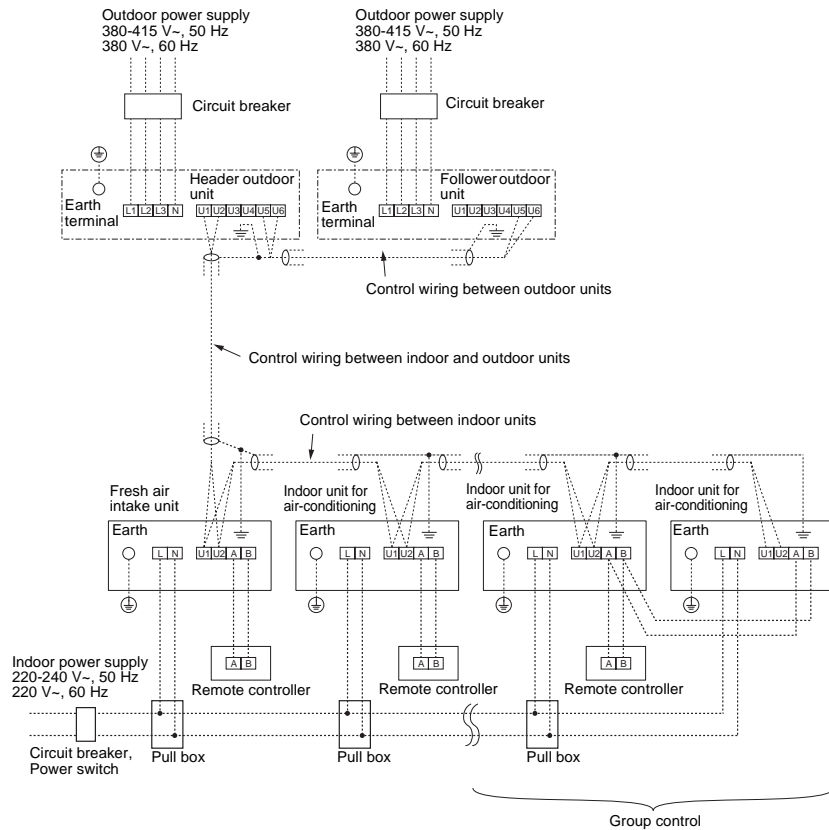 Outdoor power supply
380-415 V~, 50 Hz
380 V~, 60 Hz
Outdoor power supply
380-415 V~, 50 Hz
380 V~, 60 Hz
Circuit breaker
Circuit breaker
Header outdoor
unit
Earth
terminal
L1 L2 L3 N
U1 U2 U3 U4 U5 U6
Follower outdoor
unit
Earth
terminal
L1 L2 L3 N
U1 U2 U3 U4 U5 U6
Control wiring between outdoor units
Control wiring between indoor and outdoor units
Control wiring between indoor units
Fresh air
intake unit
Indoor unit for
air-conditioning
Indoor unit for
air-conditioning
Indoor unit for
air-conditioning
Earth
L N
U1 U2 A B
Earth
L N
U1 U2 A B
Earth
L N
U1 U2 A B
Earth
L N
U1 U2 A B
A B
Remote controller
A B
Remote controller
A B
Remote controller
Indoor power supply
220-240 V~, 50 Hz
220 V~, 60 Hz
Circuit breaker,
Power switch
Pull box
Pull box
Pull box
Group control